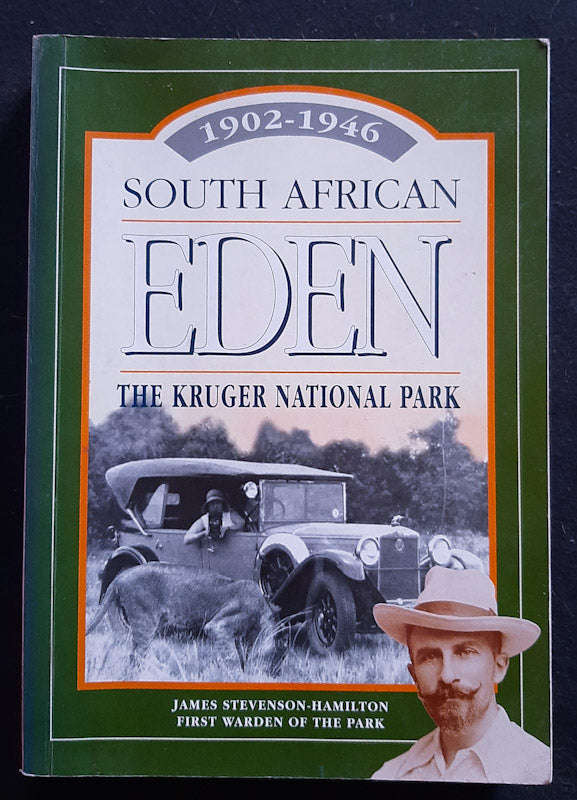 1902-1946
SOUTH AFRICAN
EDEN
THE KRUGER NATIONAL PARK
JAMES STEVENSON-HAMILTON
FIRST WARDEN OF THE PARK